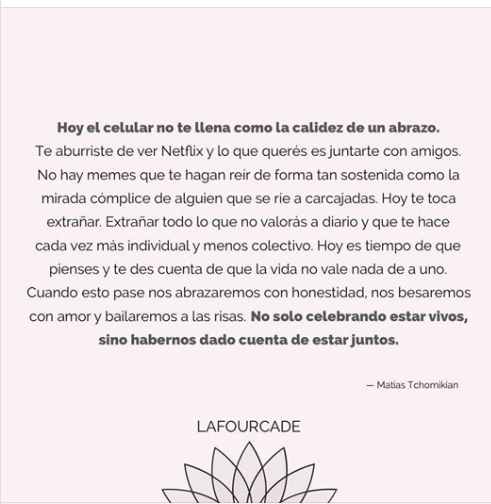 Hoy el celular no te llena como la calidez de un abrazo.
Te aburriste de ver Netflix y lo que querés es juntarte con amigos.
No hay memes que te hagan reír de forma tan sostenida como la
mirada cómplice de alguien que se ríe a carcajadas. Hoy te toca
extrañar. Extrañar todo lo que no valorás a diario y que te hace
cada vez más individual y menos colectivo. Hoy es tiempo de que
pienses y te des cuenta de que la vida no vale nada de a uno.
Cuando esto pase nos abrazaremos con honestidad, nos besaremos
con amor y bailaremos a las risas. No solo celebrando estar vivos,
sino habernos dado cuenta de estar juntos.
— Matias Tchomikian
LAFOURCADE